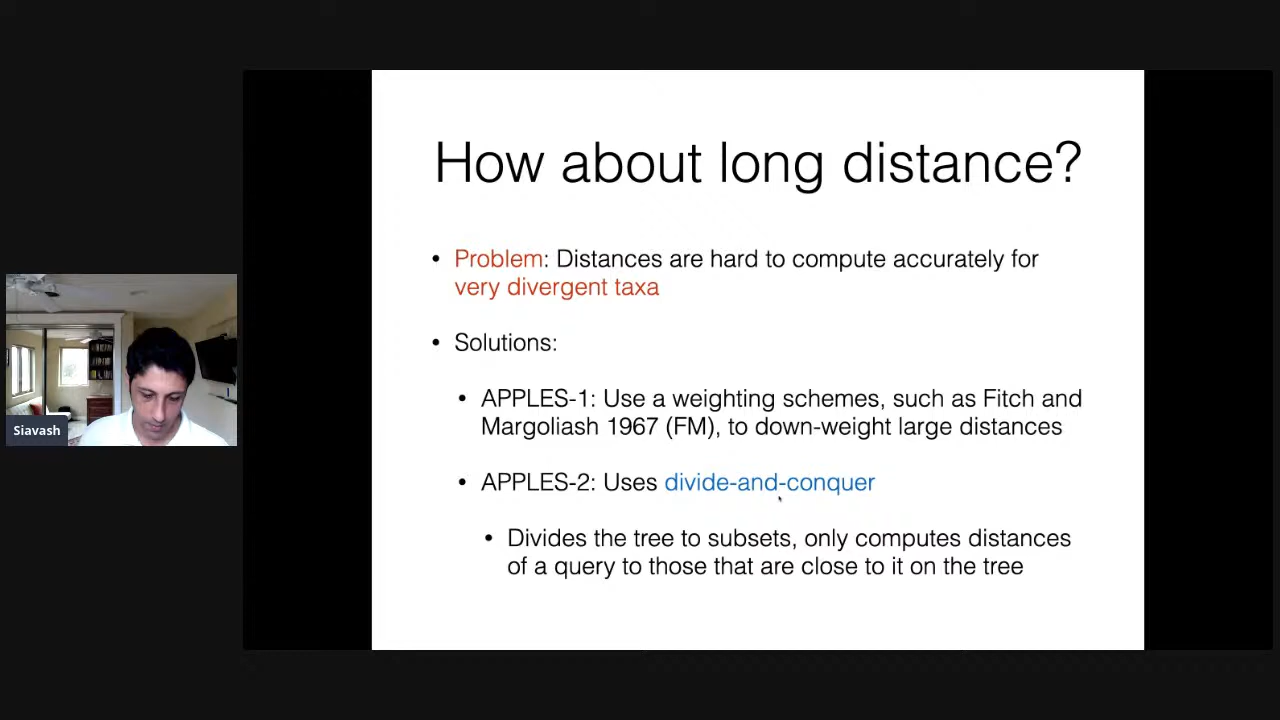 How about long distance?
• Problem: Distances are hard to compute accurately for
very divergent taxa
• Solutions:
• APPLES-1: Use a weighting schemes, such as Fitch and
Margoliash 1967 (FM), to down-weight large distances
• APPLES-2: Uses divide-and-conquer
• Divides the tree to subsets, only computes distances
of a query to those that are close to it on the tree
Siavash